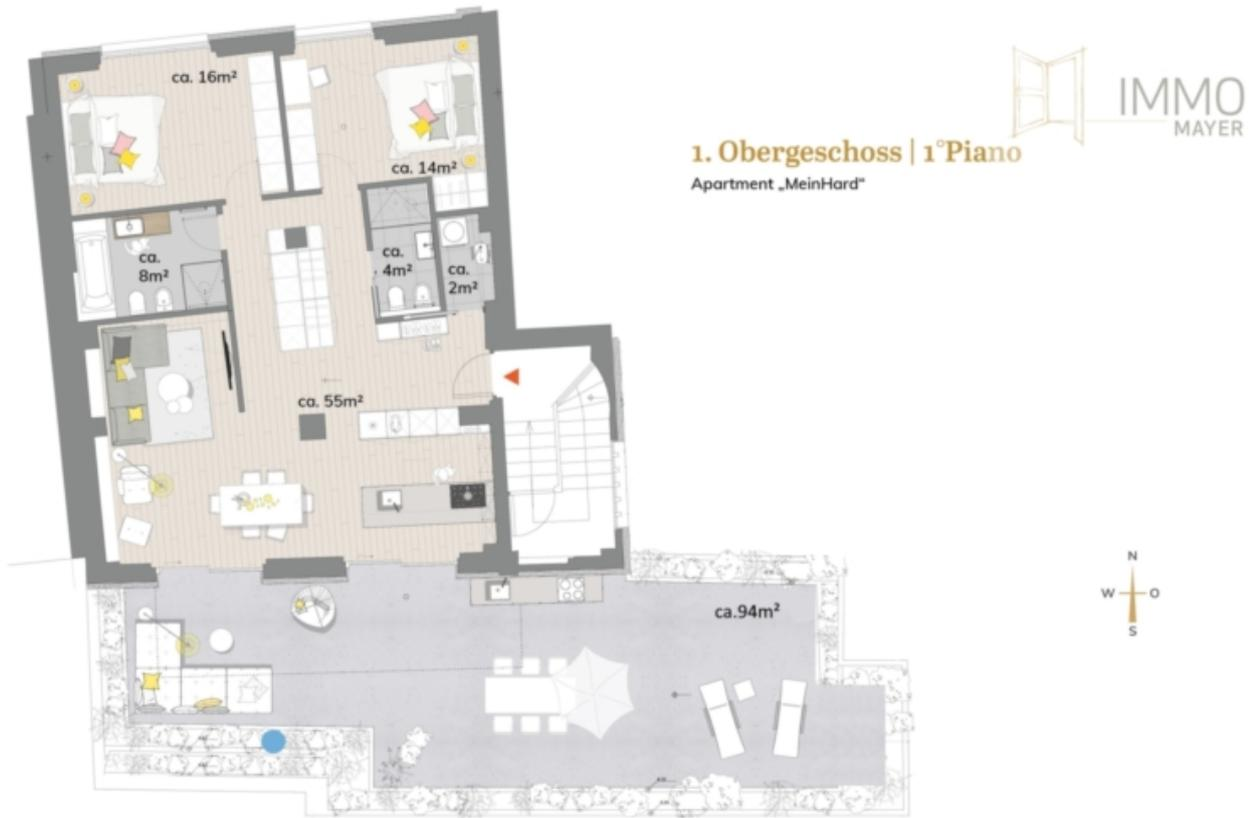 ca. 16m²
ca. 14m²
IMMO
MAYER
1. Obergeschoss | 1°Piano
Apartment „MeinHard“
ca.
8m²
ca.
4m²
ca.
2m²
ca. 55m²
ca.94m²
N
W O
S